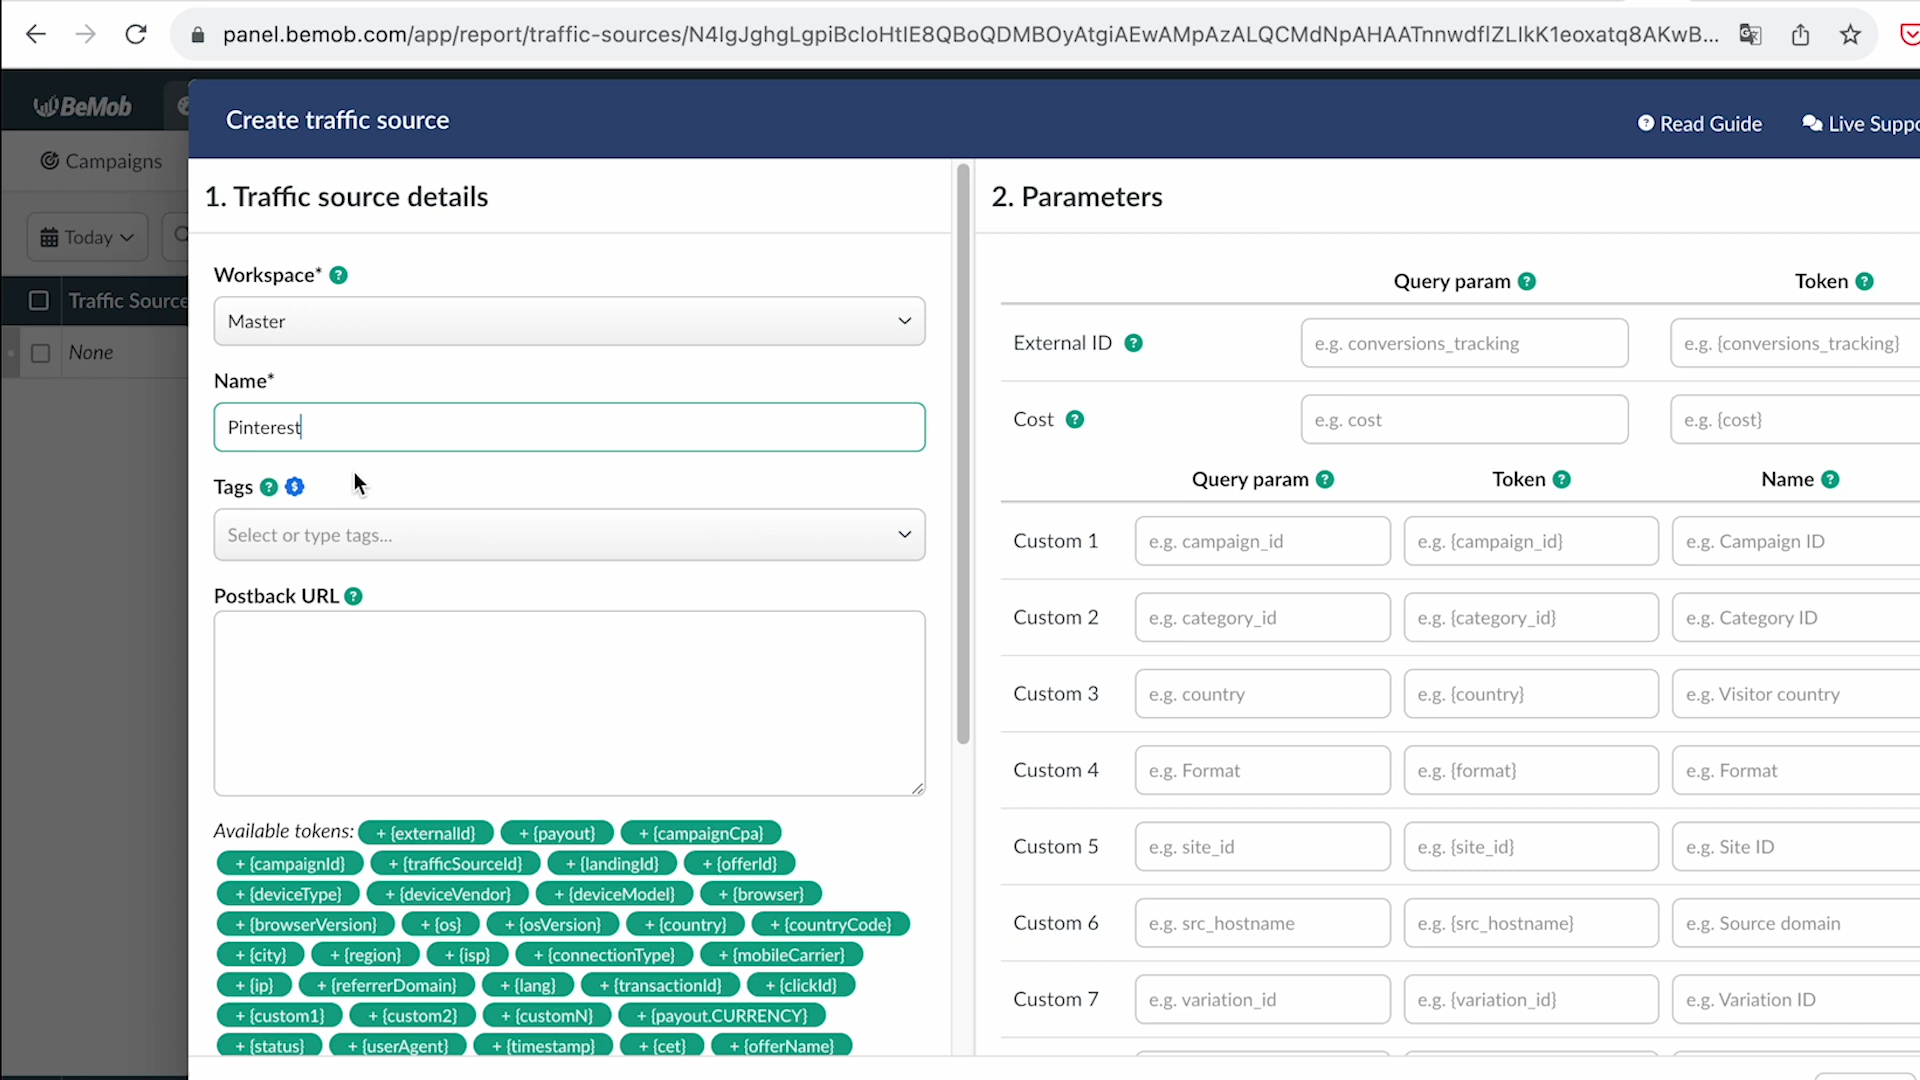 panel.bemob.com/app/report/traffic-sources/N4IgJghgLgpiBcIoHtIE8QBoQDMBOyAtgiAEwAMpAzALQCMdNpAHAATnnwdfIZLIkK1eoxatq8AKwB...
BeMob
Create traffic source
Read Guide
Live Suppo
Campaigns
Today
Traffic Source
None
1. Traffic source details
Workspace*
Master
Name*
Pinterest
Tags
Select or type tags...
Postback URL
Available tokens: + {externalId} + {payout} + {campaignCpa}
+ {campaignId} + {trafficSourceId} + {landingId} + {offerId}
+ {deviceType} + {deviceVendor} + {deviceModel} + {browser}
+ {browserVersion} + {os} + {osVersion} + {country} + {countryCode}
+ {city} + {region} + {isp} + {connectionType} + {mobileCarrier}
+ {ip} + {referrerDomain} + {lang} + {transactionId} + {clickId}
+ {custom1} + {custom2} + {customN} + {payout.CURRENCY}
+ {status} + {userAgent} + {timestamp} + {cet} + {offerName}
2. Parameters
Query param Token
External ID e.g. conversions_tracking e.g. {conversions_tracking}
Cost e.g. cost e.g. {cost}
Query param Token Name
Custom 1 e.g. campaign_id e.g. {campaign_id} e.g. Campaign ID
Custom 2 e.g. category_id e.g. {category_id} e.g. Category ID
Custom 3 e.g. country e.g. {country} e.g. Visitor country
Custom 4 e.g. Format e.g. {format} e.g. Format
Custom 5 e.g. site_id e.g. {site_id} e.g. Site ID
Custom 6 e.g. src_hostname e.g. {src_hostname} e.g. Source domain
Custom 7 e.g. variation_id e.g. {variation_id} e.g. Variation ID